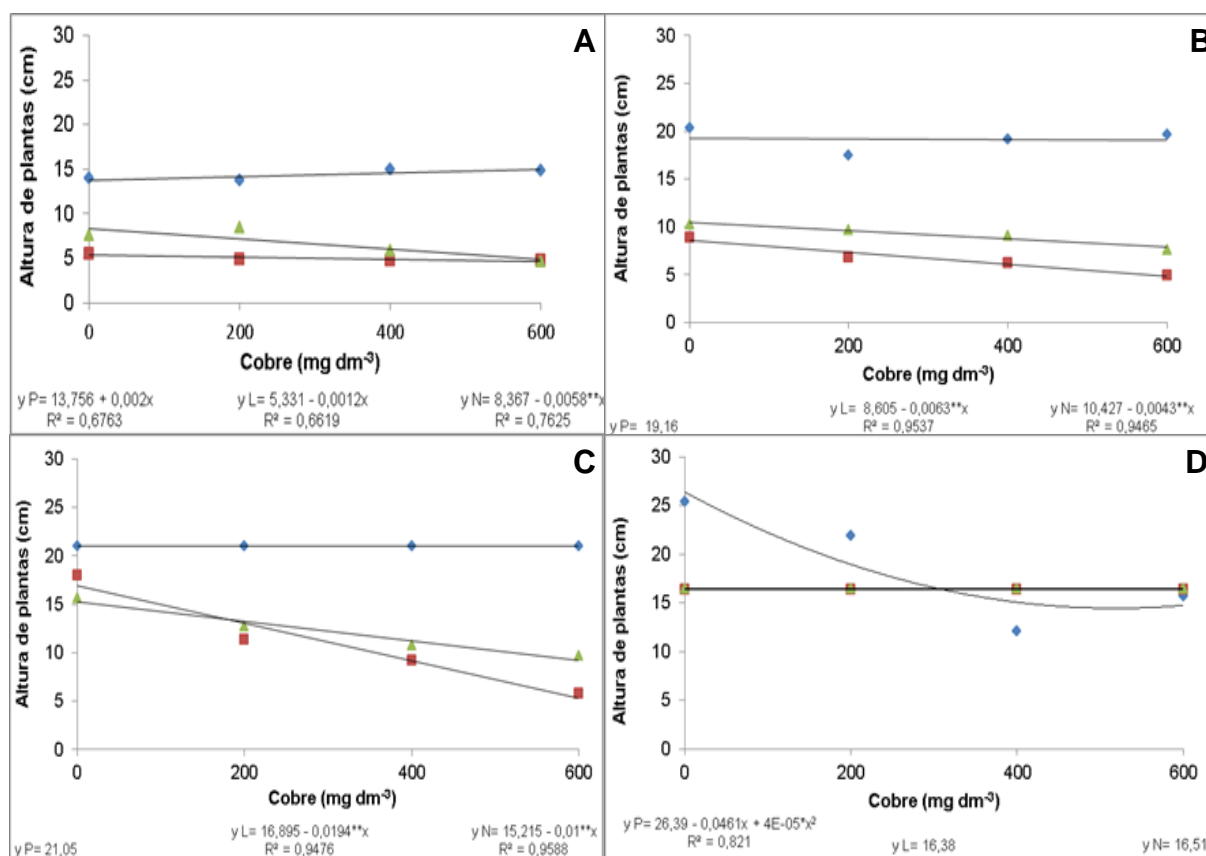 A
Altura de plantas (cm)
30
25
20
15
10
5
0
0 200 400 600
Cobre (mg dm-3)
y P= 13,756 + 0,002x y L= 5,331 - 0,0012x y N= 8,367 - 0,0058**x
R² = 0,6763 R² = 0,6619 R² = 0,7625
B
Altura de plantas (cm)
30
25
20
15
10
5
0
0 200 400 600
Cobre (mg dm-3)
y L= 8,605 - 0,0063**x y N= 10,427 - 0,0043**x
y P= 19,16 R² = 0,9537 R² = 0,9465
C
Altura de plantas (cm)
30
25
20
15
10
5
0
0 200 400 600
Cobre (mg dm-3)
y L= 16,895 - 0,0194**x y N= 15,215 - 0,01**x
y P= 21,05 R² = 0,9476 R² = 0,9588
D
Altura de plantas (cm)
30
25
20
15
10
5
0
0 200 400 600
Cobre (mg dm-3)
y P= 26,39 - 0,0461x + 4E-05*x²
R² = 0,821 y L= 16,38 y N= 16,51